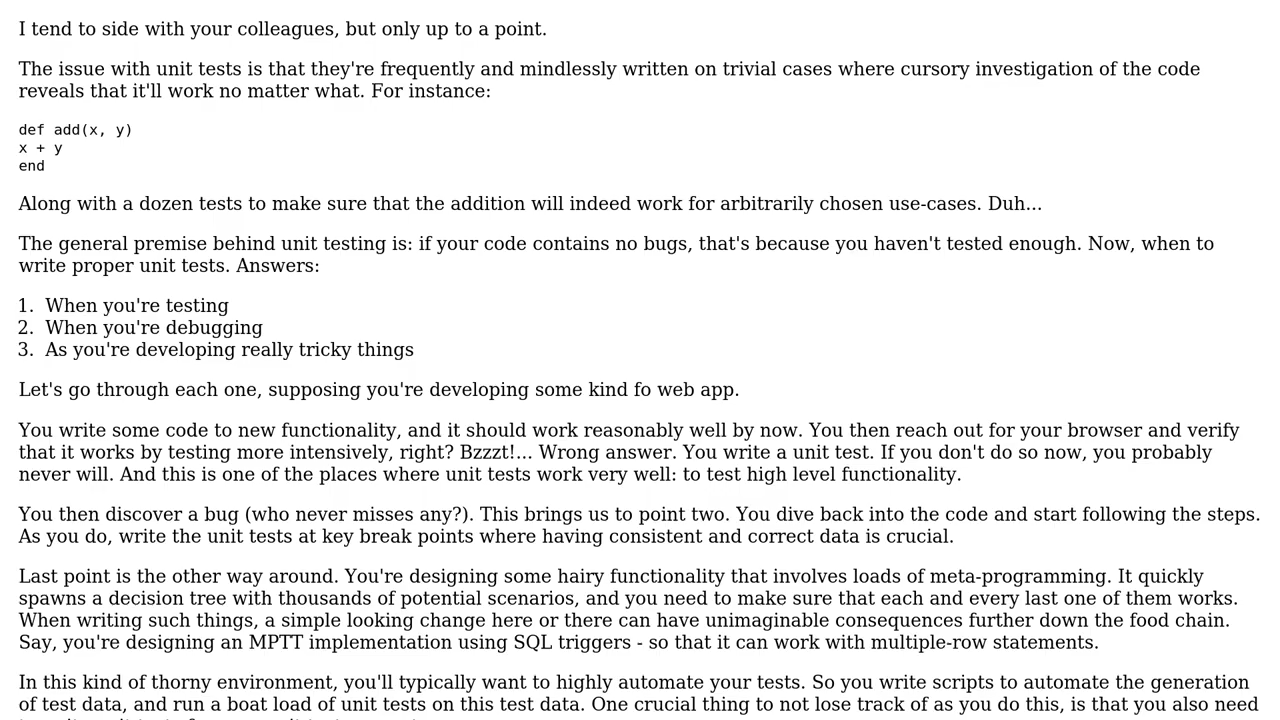 I tend to side with your colleagues, but only up to a point.
The issue with unit tests is that they're frequently and mindlessly written on trivial cases where cursory investigation of the code
reveals that it'll work no matter what. For instance:
def add(x, y)
x + y
end
Along with a dozen tests to make sure that the addition will indeed work for arbitrarily chosen use-cases. Duh...
The general premise behind unit testing is: if your code contains no bugs, that's because you haven't tested enough. Now, when to
write proper unit tests. Answers:
1. When you're testing
2. When you're debugging
3. As you're developing really tricky things
Let's go through each one, supposing you're developing some kind fo web app.
You write some code to new functionality, and it should work reasonably well by now. You then reach out for your browser and verify
that it works by testing more intensively, right? Bzzzt!... Wrong answer. You write a unit test. If you don't do so now, you probably
never will. And this is one of the places where unit tests work very well: to test high level functionality.
You then discover a bug (who never misses any?). This brings us to point two. You dive back into the code and start following the steps.
As you do, write the unit tests at key break points where having consistent and correct data is crucial.
Last point is the other way around. You're designing some hairy functionality that involves loads of meta-programming. It quickly
spawns a decision tree with thousands of potential scenarios, and you need to make sure that each and every last one of them works.
When writing such things, a simple looking change here or there can have unimaginable consequences further down the food chain.
Say, you're designing an MPTT implementation using SQL triggers - so that it can work with multiple-row statements.
In this kind of thorny environment, you'll typically want to highly automate your tests. So you write scripts to automate the generation
of test data, and run a boat load of unit tests on this test data. One crucial thing to not lose track of as you do this, is that you also need